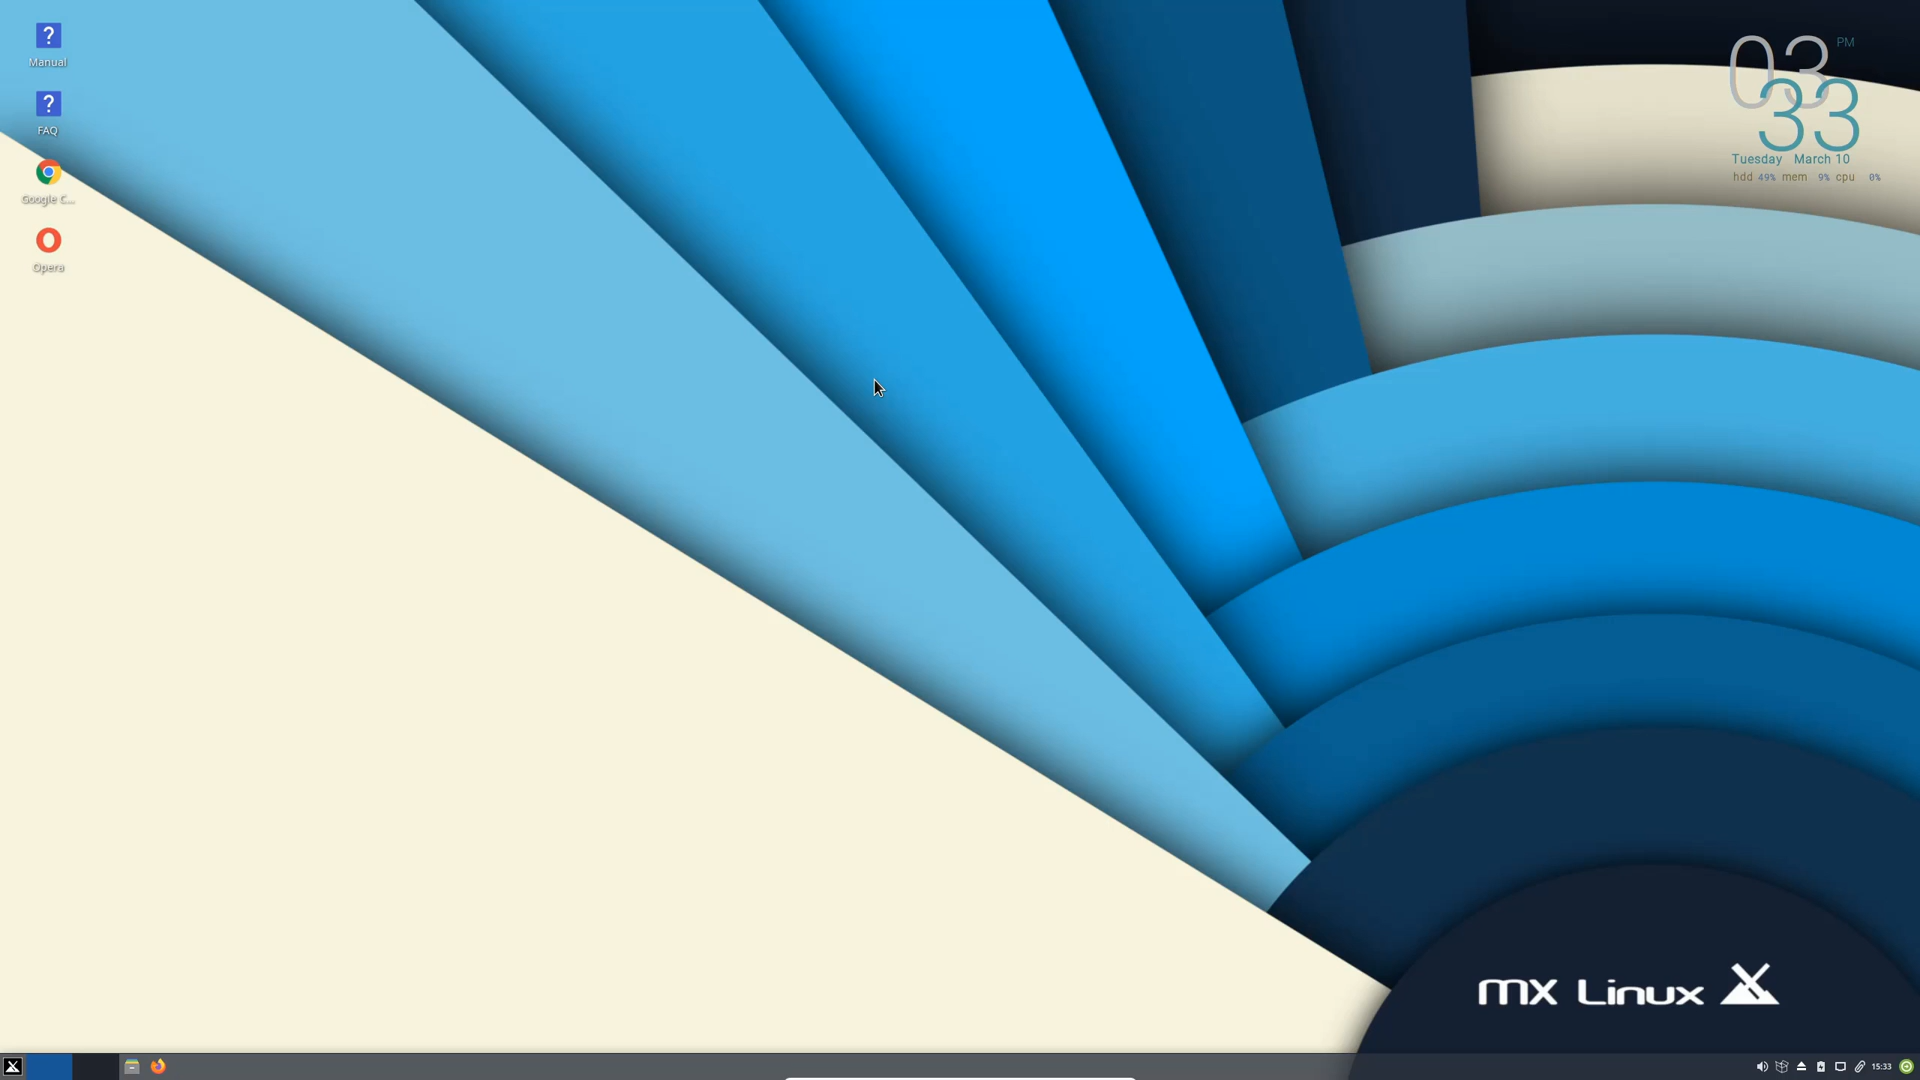 Manual
FAQ
Google C...
Opera
03 PM
33
Tuesday March 10
hdd 49% mem 9% cpu 0%
mx Linux
15:33